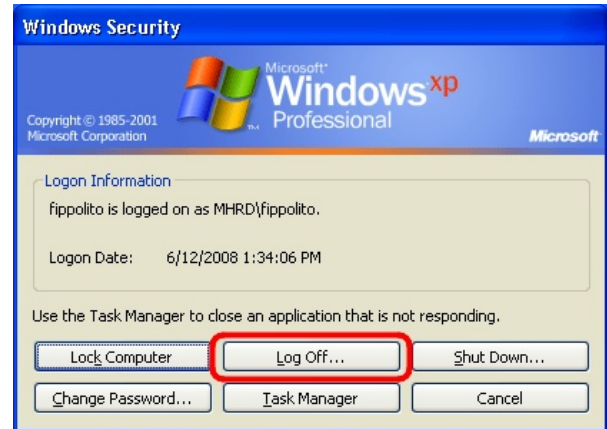 Windows Security
Microsoft®
Windows xp
Professional
Copyright © 1985-2001
Microsoft Corporation
Microsoft
Logon Information
fippolito is logged on as MHRD\fippolito.
Logon Date: 6/12/2008 1:34:06 PM
Use the Task Manager to close an application that is not responding.
Lock Computer Log Off... Shut Down...
Change Password... Task Manager Cancel